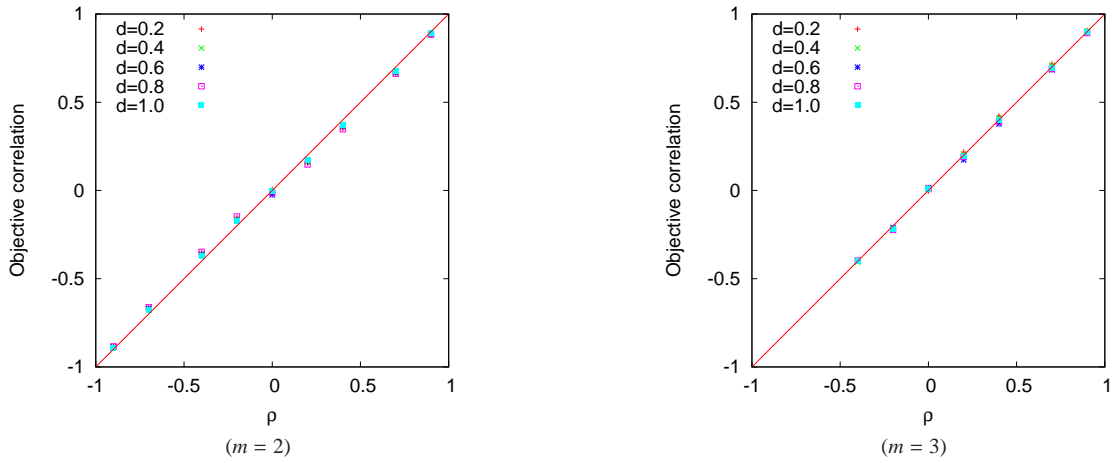 d=0.2
d=0.4
d=0.6
d=0.8
d=1.0
1
0.5
0
-0.5
-1
Objective correlation
-1 -0.5 0 0.5 1
ρ
(m = 2)
d=0.2
d=0.4
d=0.6
d=0.8
d=1.0
1
0.5
0
-0.5
-1
Objective correlation
-1 -0.5 0 0.5 1
ρ
(m = 3)